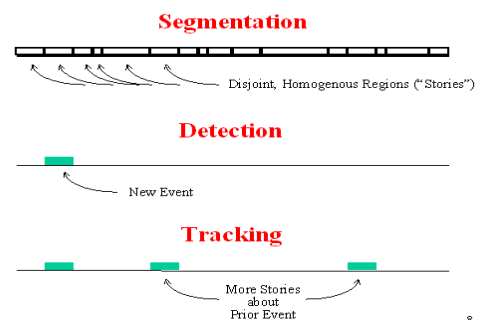 Segmentation
Disjoint, Homogenous Regions ("Stories")
Detection
New Event
Tracking
More Stories
about
Prior Event